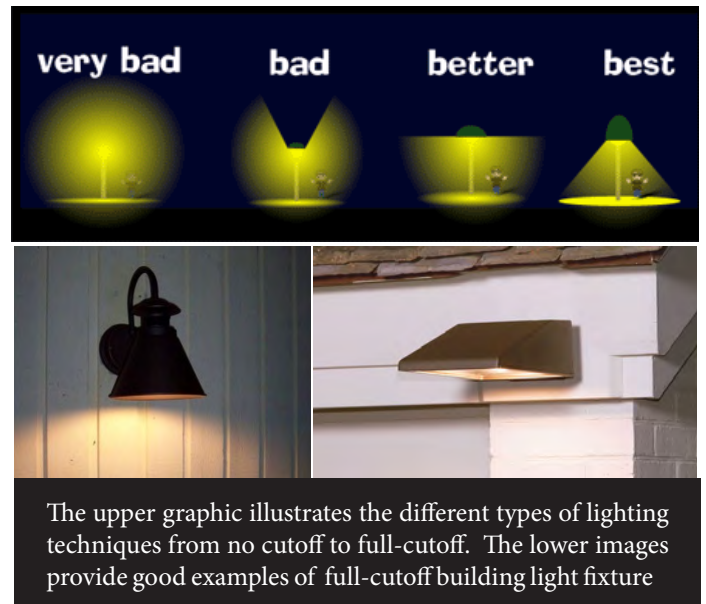 very bad bad better best
The upper graphic illustrates the different types of lighting
techniques from no cutoff to full-cutoff.  The lower images
provide good examples of full-cutoff building light fixture